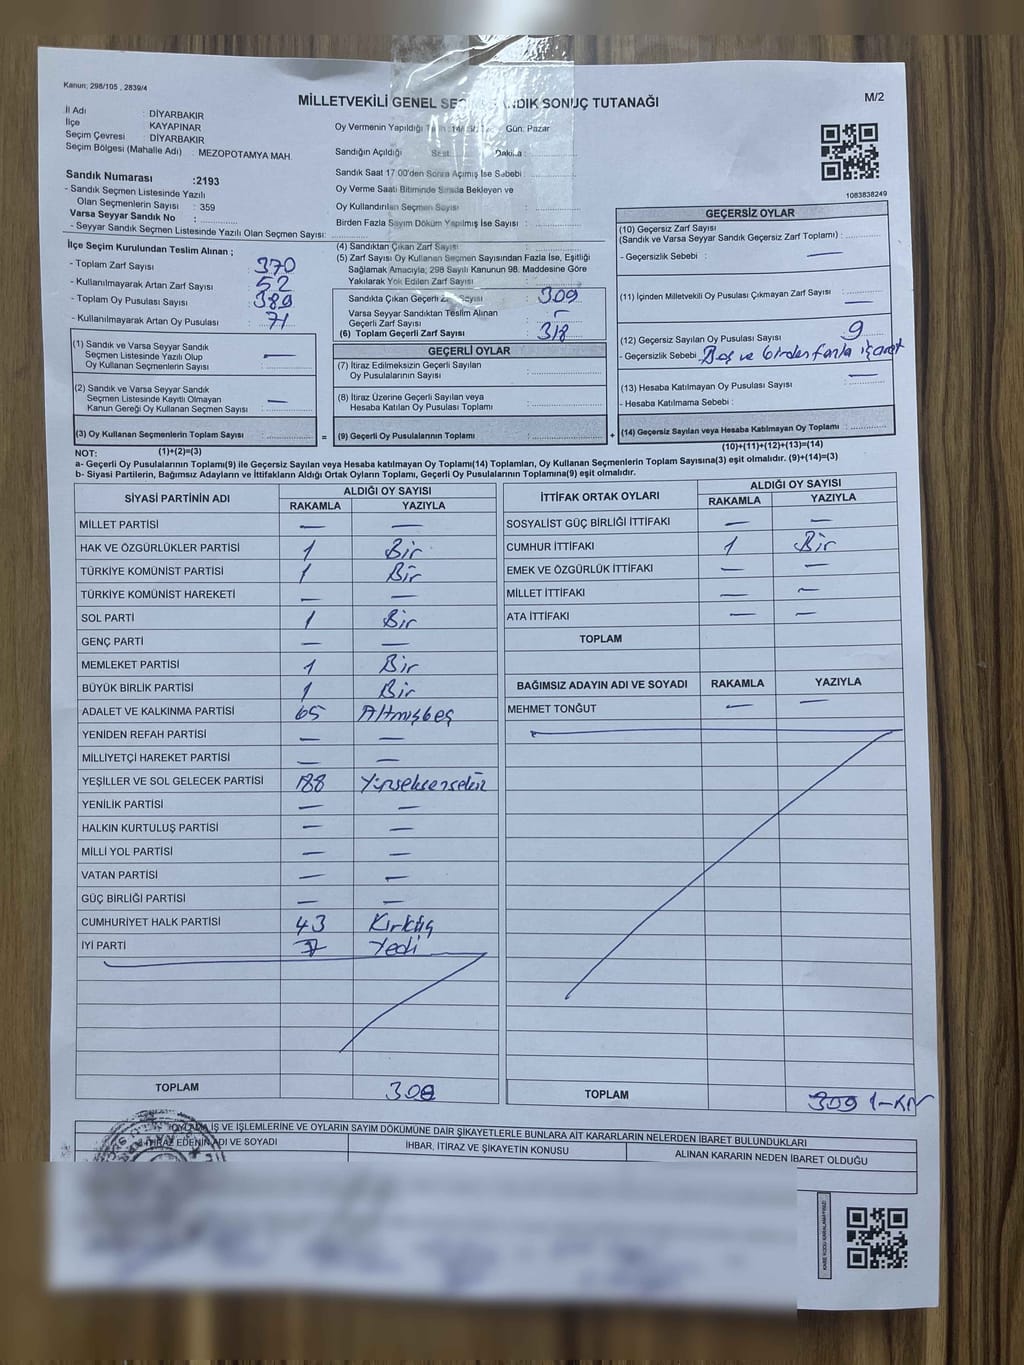 Kanun; 298/105 , 2839/4
MİLLETVEKİLİ GENEL SANDIK SONUÇ TUTANAĞI
M/2
İl Adı : DİYARBAKIR
İlçe : KAYAPINAR
Seçim Çevresi : DİYARBAKIR
Seçim Bölgesi (Mahalle Adı) : MEZOPOTAMYA MAH.
Oy Vermenin Yapıldığı Gün: Pazar
Sandığın Açıldığı Saat Dakika :
Sandık Saat 17:00'den Sonra Açımış İse Sebebi :
Oy Verme Saati Bitiminde Sırada Bekleyen ve
Oy Kullandırılan Seçmen Sayısı :
Birden Fazla Sayım Döküm Yapılmış İse Sayısı :
Sandık Numarası :2193
- Sandık Seçmen Listesinde Yazılı
Olan Seçmenlerin Sayısı : 359
Varsa Seyyar Sandık No :
- Seyyar Sandık Seçmen Listesinde Yazılı Olan Seçmen Sayısı:
1083838249
İlçe Seçim Kurulundan Teslim Alınan ;
- Toplam Zarf Sayısı : 370
- Kullanılmayarak Artan Zarf Sayısı : 52
- Toplam Oy Pusulası Sayısı : 389
- Kullanılmayarak Artan Oy Pusulası : 71
(4) Sandıktan Çıkan Zarf Sayısı :
(5) Zarf Sayısı Oy Kullanan Seçmen Sayısından Fazla İse, Eşitliği
Sağlamak Amacıyla; 298 Sayılı Kanunun 98. Maddesine Göre
Yakılarak Yok Edilen Zarf Sayısı :
Sandıkta Çıkan Geçerli Zarf Sayısı : 309
Varsa Seyyar Sandıktan Teslim Alınan
Geçerli Zarf Sayısı : –
(6) Toplam Geçerli Zarf Sayısı : 318
GEÇERSİZ OYLAR
(10) Geçersiz Zarf Sayısı
(Sandık ve Varsa Seyyar Sandık Geçersiz Zarf Toplamı) :
- Geçersizlik Sebebi : —
(11) İçinden Milletvekili Oy Pusulası Çıkmayan Zarf Sayısı : —
(12) Geçersiz Sayılan Oy Pusulası Sayısı : 9
- Geçersizlik Sebebi : Boş ve birden fazla işaret
(13) Hesaba Katılmayan Oy Pusulası Sayısı : —
- Hesaba Katılmama Sebebi :
(14) Geçersiz Sayılan veya Hesaba Katılmayan Oy Toplamı :
(10)+(11)+(12)+(13)=(14)
(1) Sandık ve Varsa Seyyar Sandık
Seçmen Listesinde Yazılı Olup
Oy Kullanan Seçmenlerin Sayısı : —
(2) Sandık ve Varsa Seyyar Sandık
Seçmen Listesinde Kayıtlı Olmayan
Kanun Gereği Oy Kullanan Seçmen Sayısı : —
(3) Oy Kullanan Seçmenlerin Toplam Sayısı :
(1)+(2)=(3)
GEÇERLİ OYLAR
(7) İtiraz Edilmeksizin Geçerli Sayılan
Oy Pusulalarının Sayısı :
(8) İtiraz Üzerine Geçerli Sayılan veya
Hesaba Katılan Oy Pusulası Toplamı :
= (9) Geçerli Oy Pusulalarının Toplamı : +
NOT:
a- Geçerli Oy Pusulalarının Toplamı(9) ile Geçersiz Sayılan veya Hesaba katılmayan Oy Toplamı(14) Toplamları, Oy Kullanan Seçmenlerin Toplam Sayısına(3) eşit olmalıdır. (9)+(14)=(3)
b- Siyasi Partilerin, Bağımsız Adayların ve İttifakların Aldığı Ortak Oyların Toplamı, Geçerli Oy Pusulalarının Toplamına(9) eşit olmalıdır.
SİYASİ PARTİNİN ADI ALDIĞI OY SAYISI
RAKAMLA YAZIYLA
MİLLET PARTİSİ — —
HAK VE ÖZGÜRLÜKLER PARTİSİ 1 Bir
TÜRKİYE KOMÜNİST PARTİSİ 1 Bir
TÜRKİYE KOMÜNİST HAREKETİ — —
SOL PARTİ 1 Bir
GENÇ PARTİ — —
MEMLEKET PARTİSİ 1 Bir
BÜYÜK BİRLİK PARTİSİ 1 Bir
ADALET VE KALKINMA PARTİSİ 65 Altmışbeş
YENİDEN REFAH PARTİSİ — —
MİLLİYETÇİ HAREKET PARTİSİ — —
YEŞİLLER VE SOL GELECEK PARTİSİ 188 Yüzseksensekiz
YENİLİK PARTİSİ — —
HALKIN KURTULUŞ PARTİSİ — —
MİLLİ YOL PARTİSİ — —
VATAN PARTİSİ — —
GÜÇ BİRLİĞİ PARTİSİ — —
CUMHURİYET HALK PARTİSİ 43 Kırküç
İYİ PARTİ 7 Yedi
TOPLAM 308
İTTİFAK ORTAK OYLARI ALDIĞI OY SAYISI
RAKAMLA YAZIYLA
SOSYALİST GÜÇ BİRLİĞİ İTTİFAKI — —
CUMHUR İTTİFAKI 1 Bir
EMEK VE ÖZGÜRLÜK İTTİFAKI — —
MİLLET İTTİFAKI — —
ATA İTTİFAKI — —
TOPLAM
BAĞIMSIZ ADAYIN ADI VE SOYADI RAKAMLA YAZIYLA
MEHMET TONĞUT — —
TOPLAM 309
OYLAMA İŞ VE İŞLEMLERİNE VE OYLARIN SAYIM DÖKÜMÜNE DAİR ŞİKAYETLERLE BUNLARA AİT KARARLARIN NELERDEN İBARET BULUNDUKLARI
İTİRAZ EDENİN ADI VE SOYADI İHBAR, İTİRAZ VE ŞİKAYETİN KONUSU ALINAN KARARIN NEDEN İBARET OLDUĞU